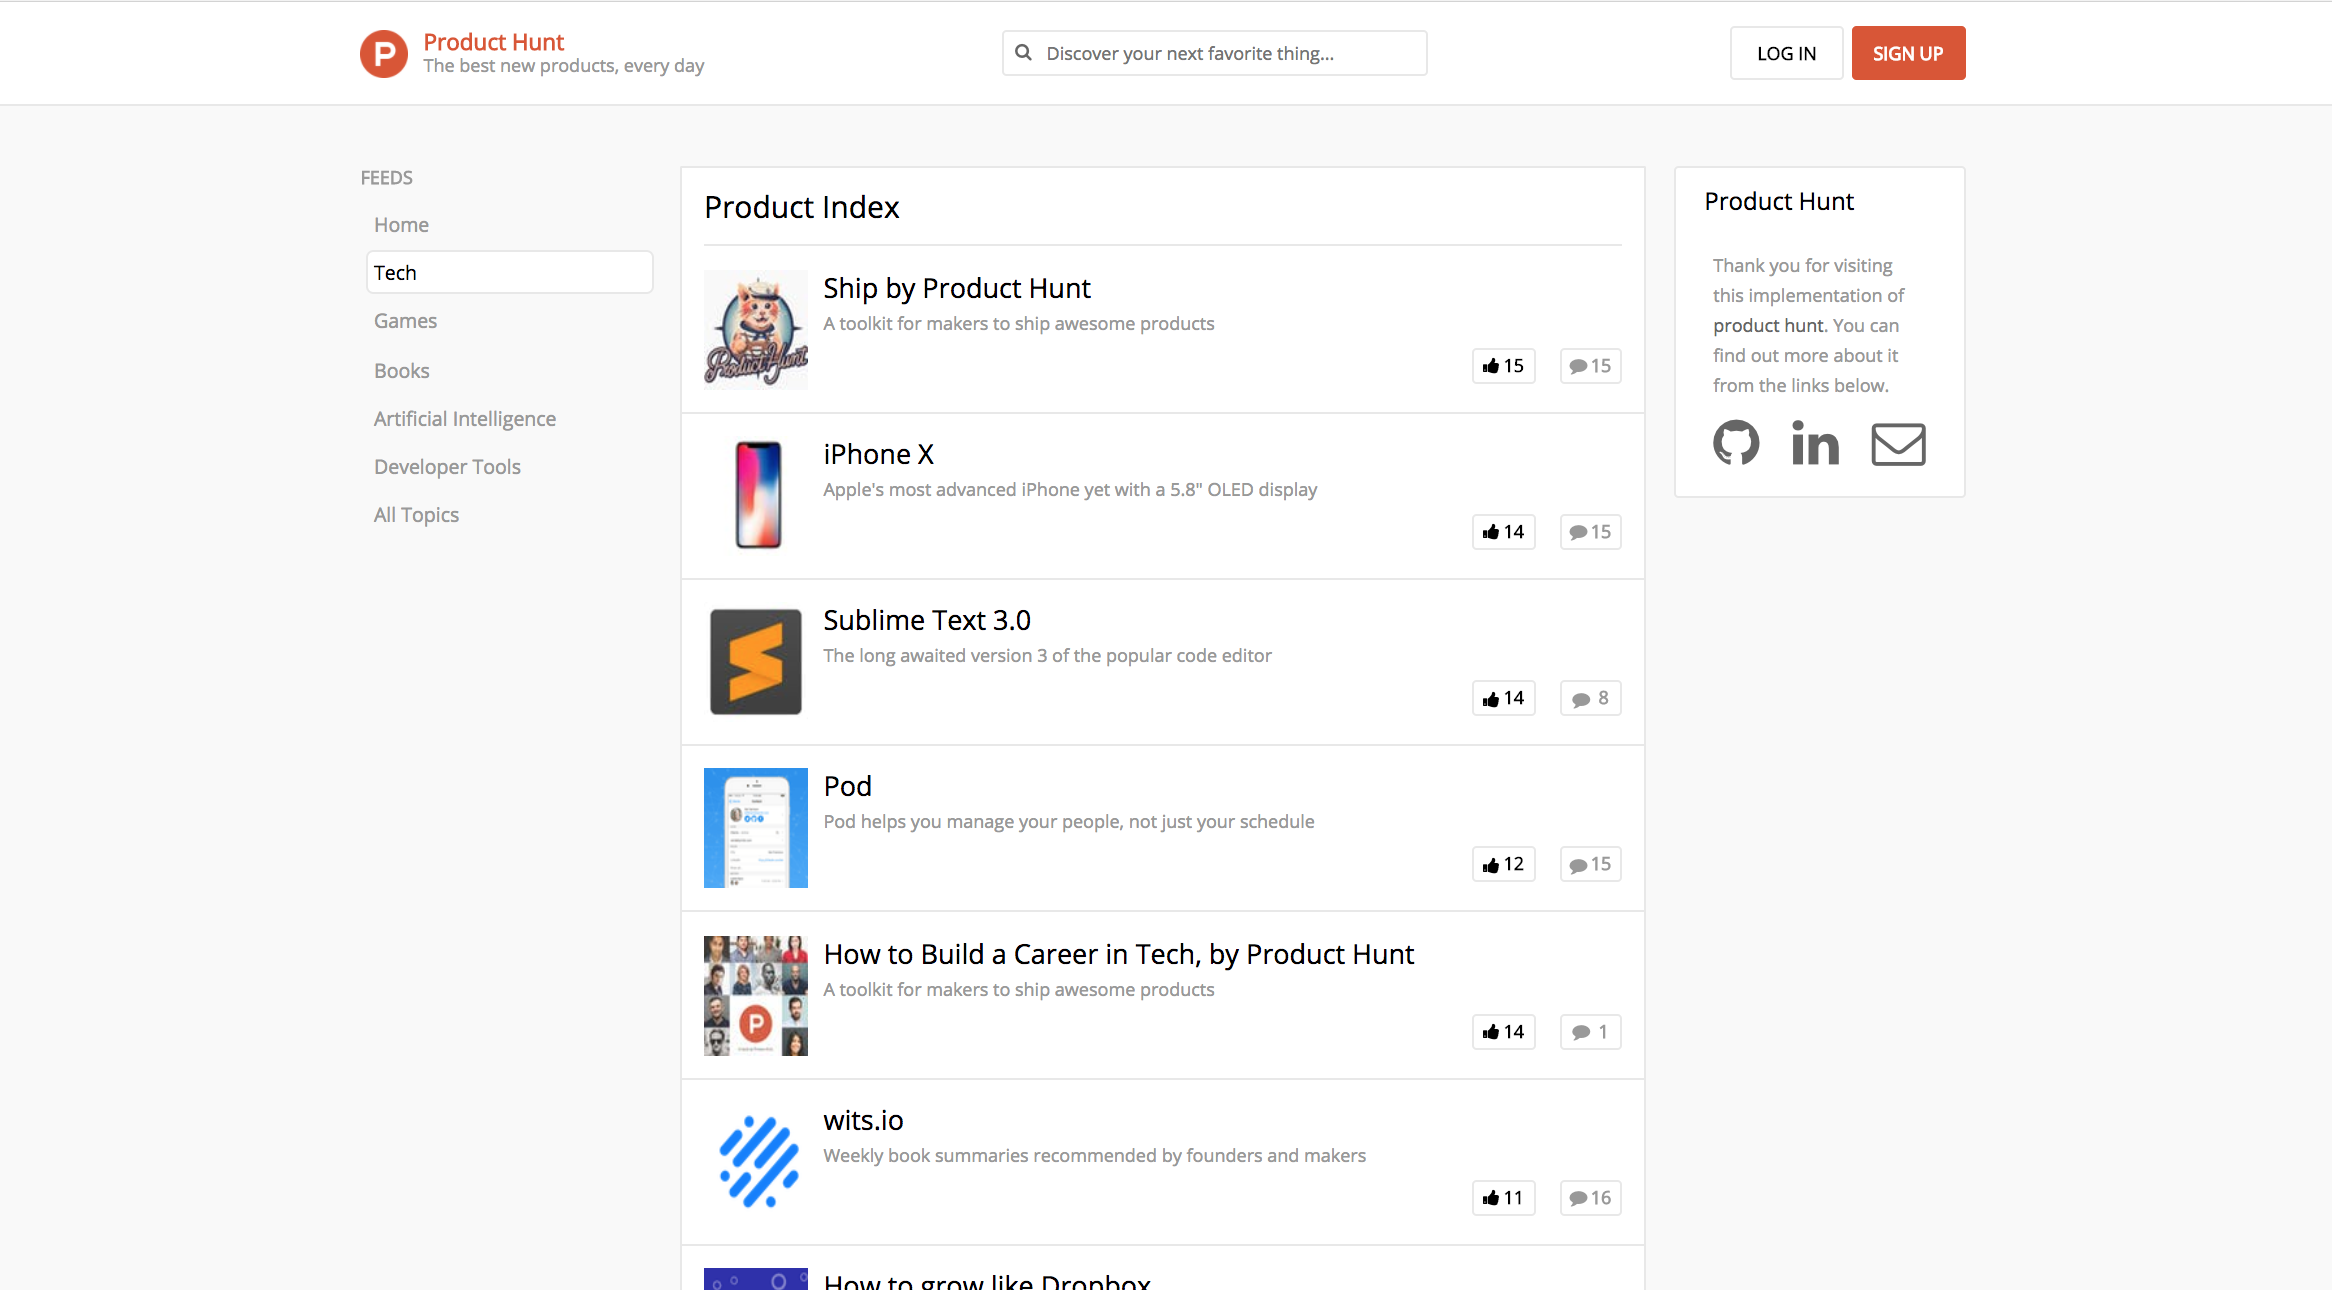 P
Product Hunt
The best new products, every day
Discover your next favorite thing...
LOG IN
SIGN UP
FEEDS
Home
Tech
Games
Books
Artificial Intelligence
Developer Tools
All Topics
Product Index
Product Hunt
Ship by Product Hunt
A toolkit for makers to ship awesome products
15
15
iPhone X
Apple's most advanced iPhone yet with a 5.8" OLED display
14
15
Sublime Text 3.0
The long awaited version 3 of the popular code editor
14
8
Pod
Pod helps you manage your people, not just your schedule
12
15
P
How to Build a Career in Tech, by Product Hunt
A toolkit for makers to ship awesome products
14
1
wits.io
Weekly book summaries recommended by founders and makers
11
16
How to grow like Dropbox
Product Hunt
Thank you for visiting
this implementation of
product hunt. You can
find out more about it
from the links below.
in